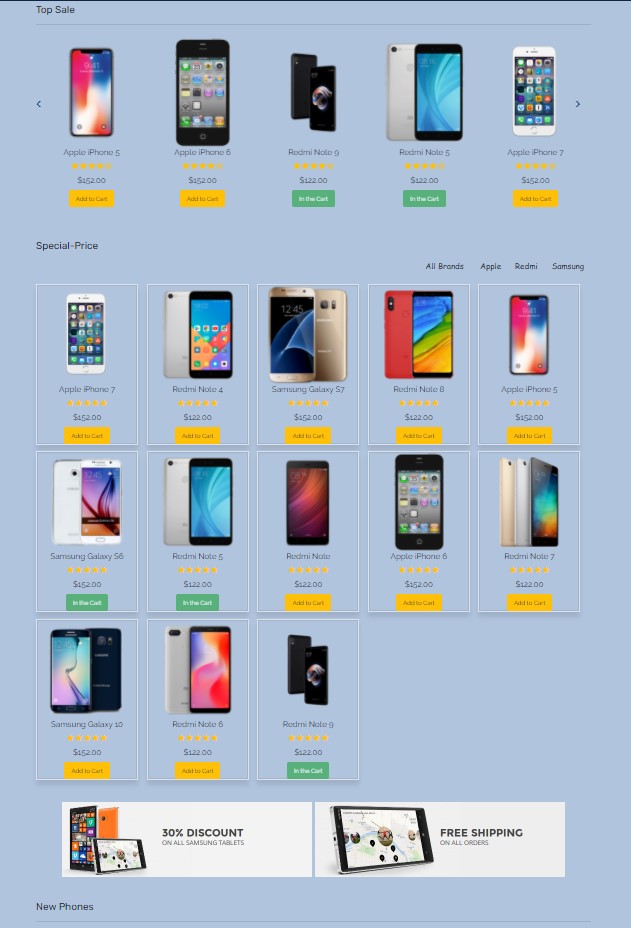 Top Sale
Apple iPhone 5
Apple iPhone 6
Redmi Note 9
Redmi Note 5
Apple iPhone 7
$152.00
$152.00
$122.00
$122.00
$152.00
Add to Cart
Add to Cart
In the Cart
In the Cart
Add to Cart
Special-Price
All Brands
Apple
Redmi
Samsung
Apple iPhone 7
Redmi Note 4
Samsung Galaxy S7
Redmi Note 8
Apple iPhone 5
$152.00
$122.00
$152.00
$122.00
$152.00
Add to Cart
Add to Cart
Add to Cart
Add to Cart
Add to Cart
Samsung Galaxy S6
Redmi Note 5
Redmi Note
Apple iPhone 6
Redmi Note 7
$152.00
$122.00
$122.00
$152.00
$122.00
In the Cart
In the Cart
Add to Cart
Add to Cart
Add to Cart
Samsung Galaxy 10
Redmi Note 6
Redmi Note 9
$152.00
$122.00
$122.00
Add to Cart
Add to Cart
In the Cart
30% DISCOUNT
ON ALL SAMSUNG TABLETS
FREE SHIPPING
ON ALL ORDERS
New Phones